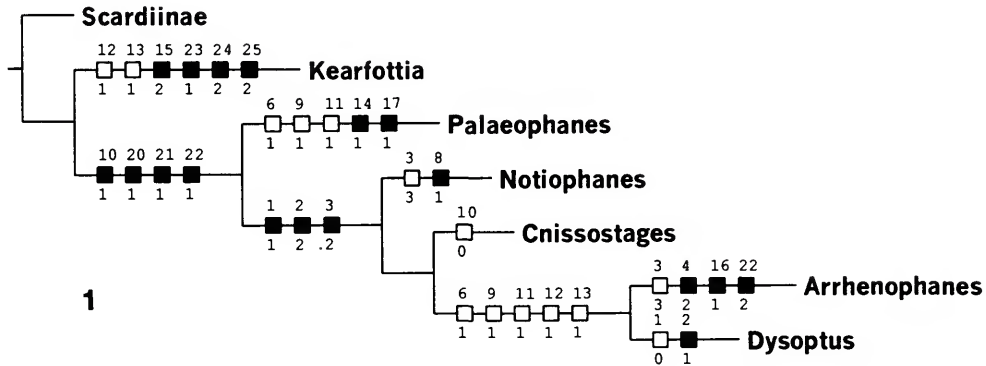 Scardiinae
12 13 15 23 24 25
1 1 2 1 2 2
Kearfottia
6 9 11 14 17
1 1 1 1 1
Palaeophanes
10 20 21 22
1 1 1 1
3 8
3 1
Notiophanes
1 2 3
1 2 .2
10
0
Cnissostages
3 4 16 22
3 2 1 2
Arrhenophanes
6 9 11 12 13
1 1 1 1 1
1 2
0 1
Dysoptus
1